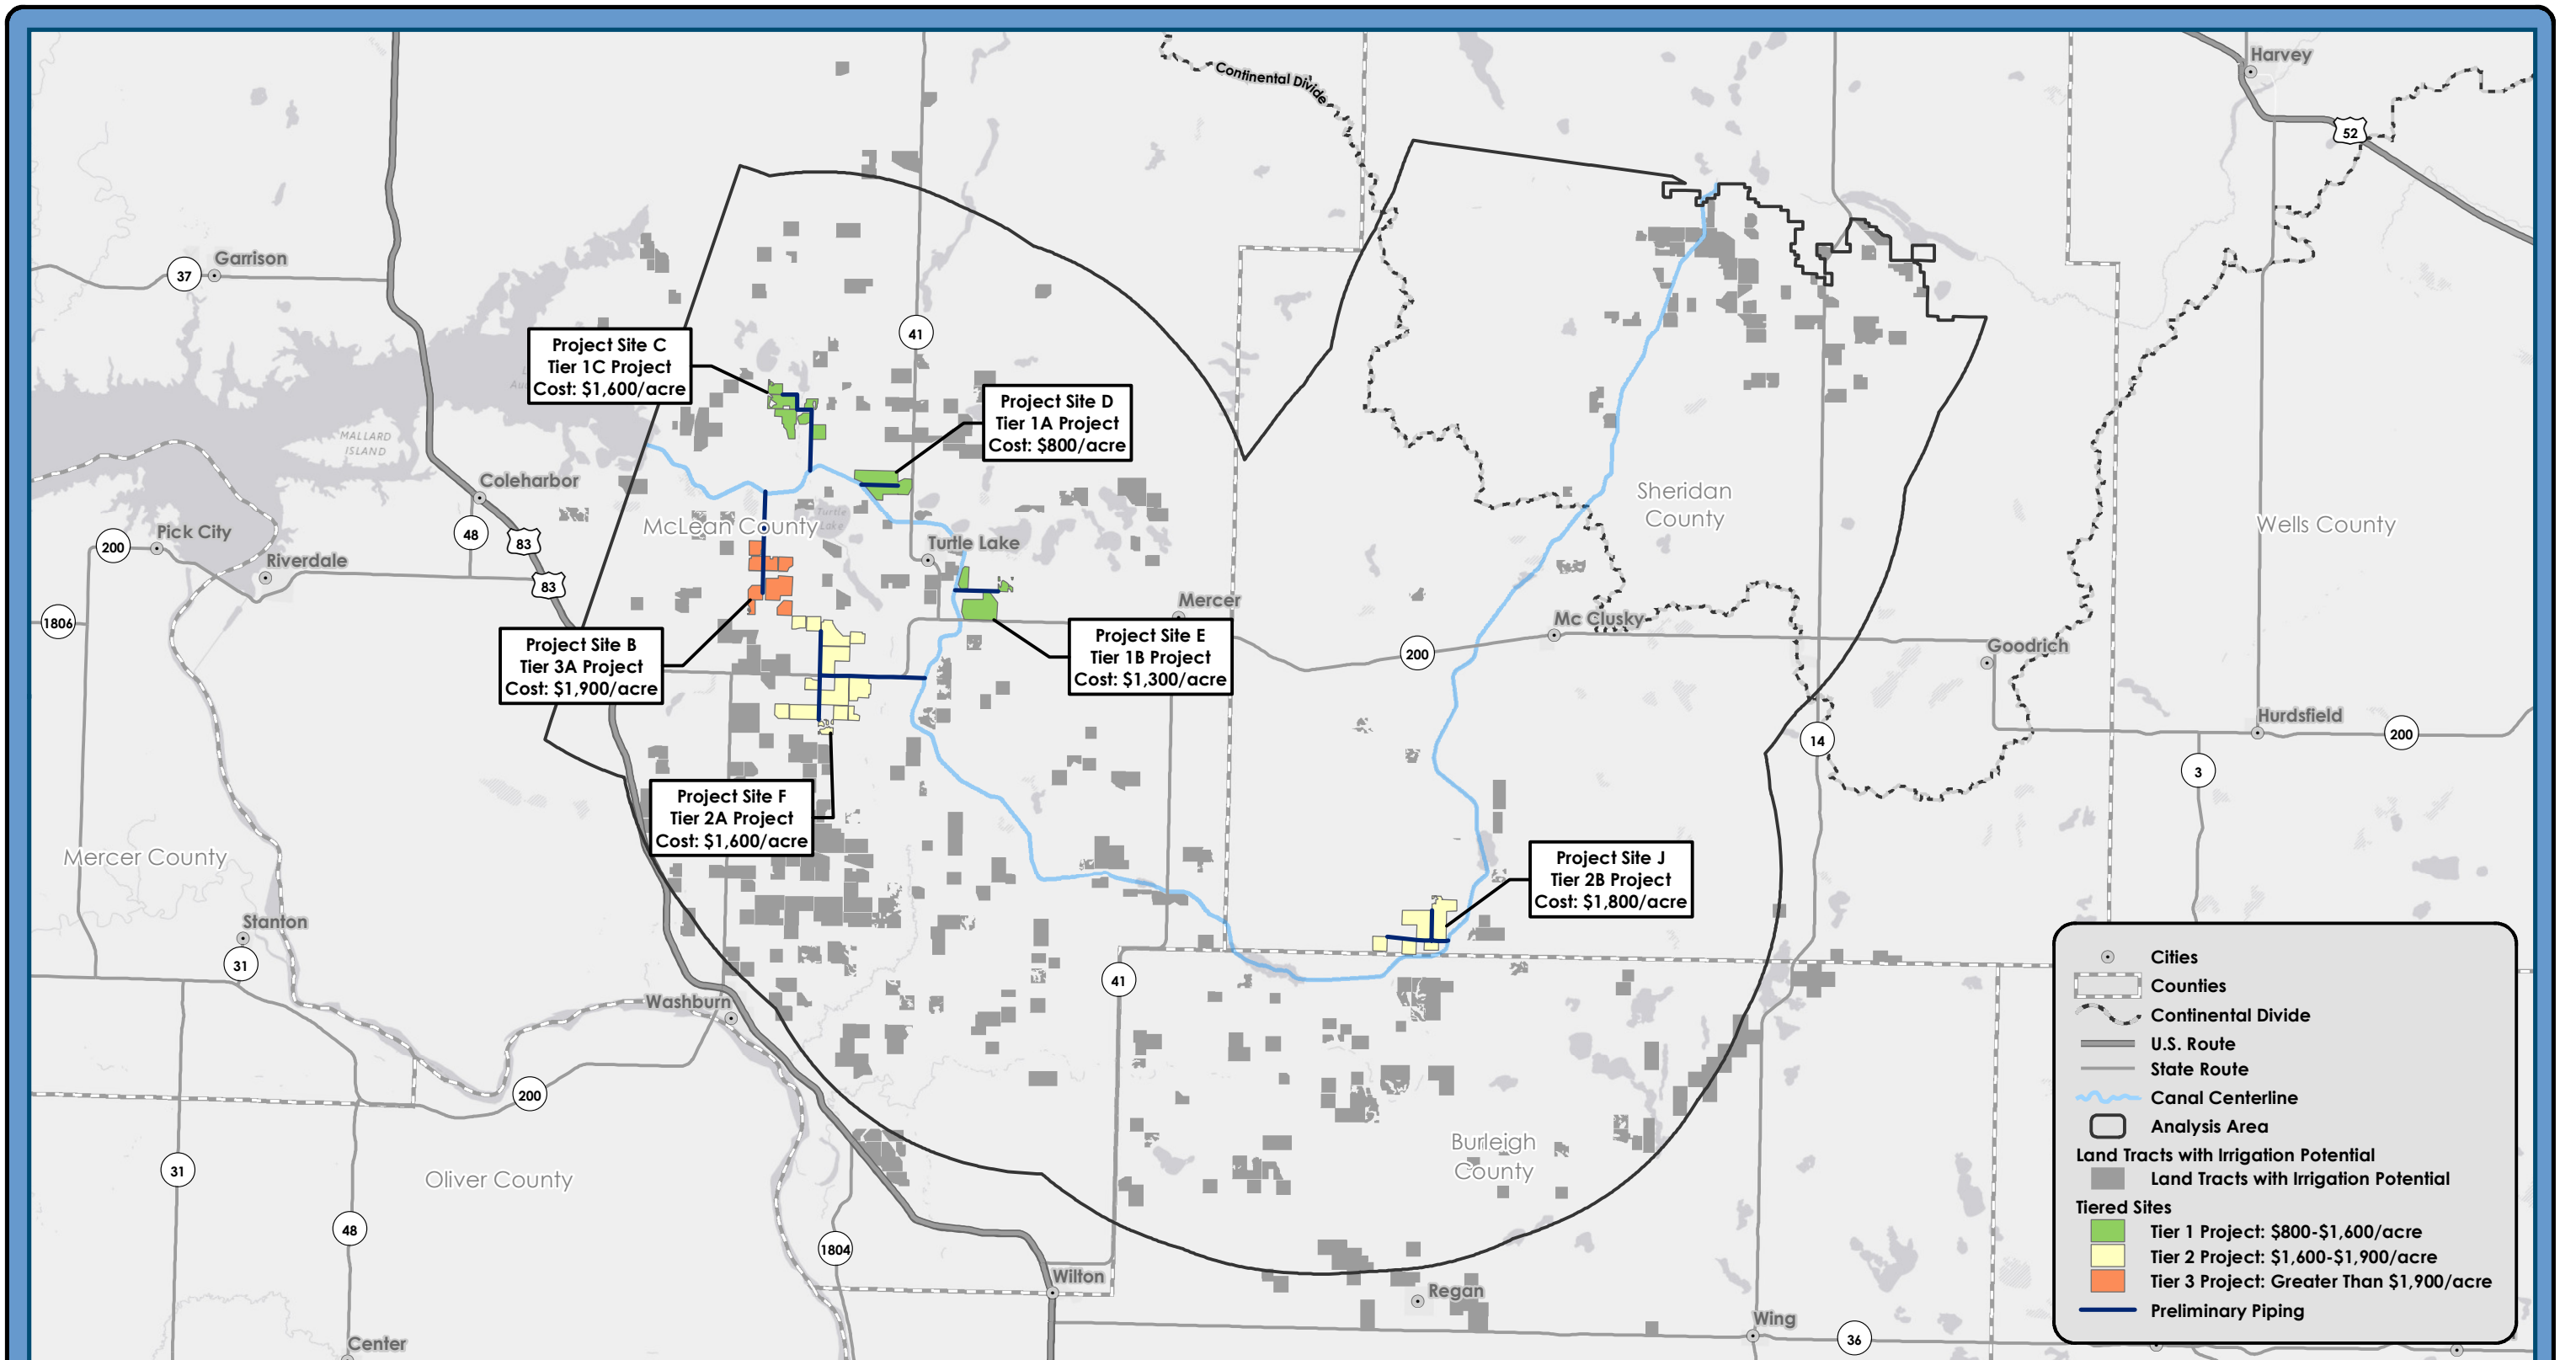 Continental Divide
Harvey
52
Garrison
37
41
Project Site C
Tier 1C Project
Cost: $1,600/acre
Project Site D
Tier 1A Project
Cost: $800/acre
MALLARD
ISLAND
Coleharbor
Sheridan
County
McLean County
Turtle
Lake
Wells County
Pick City
200
48
83
Turtle Lake
Riverdale
83
1806
Mercer
Mc Clusky
200
Goodrich
Project Site B
Tier 3A Project
Cost: $1,900/acre
Project Site E
Tier 1B Project
Cost: $1,300/acre
Hurdsfield
200
14
3
Project Site F
Tier 2A Project
Cost: $1,600/acre
Mercer County
Project Site J
Tier 2B Project
Cost: $1,800/acre
Stanton
31
41
Washburn
200
Burleigh
County
Oliver County
31
48
1804
Wilton
Regan
Wing
36
Center
Cities
Counties
Continental Divide
U.S. Route
State Route
Canal Centerline
Analysis Area
Land Tracts with Irrigation Potential
Land Tracts with Irrigation Potential
Tiered Sites
Tier 1 Project: $800-$1,600/acre
Tier 2 Project: $1,600-$1,900/acre
Tier 3 Project: Greater Than $1,900/acre
Preliminary Piping